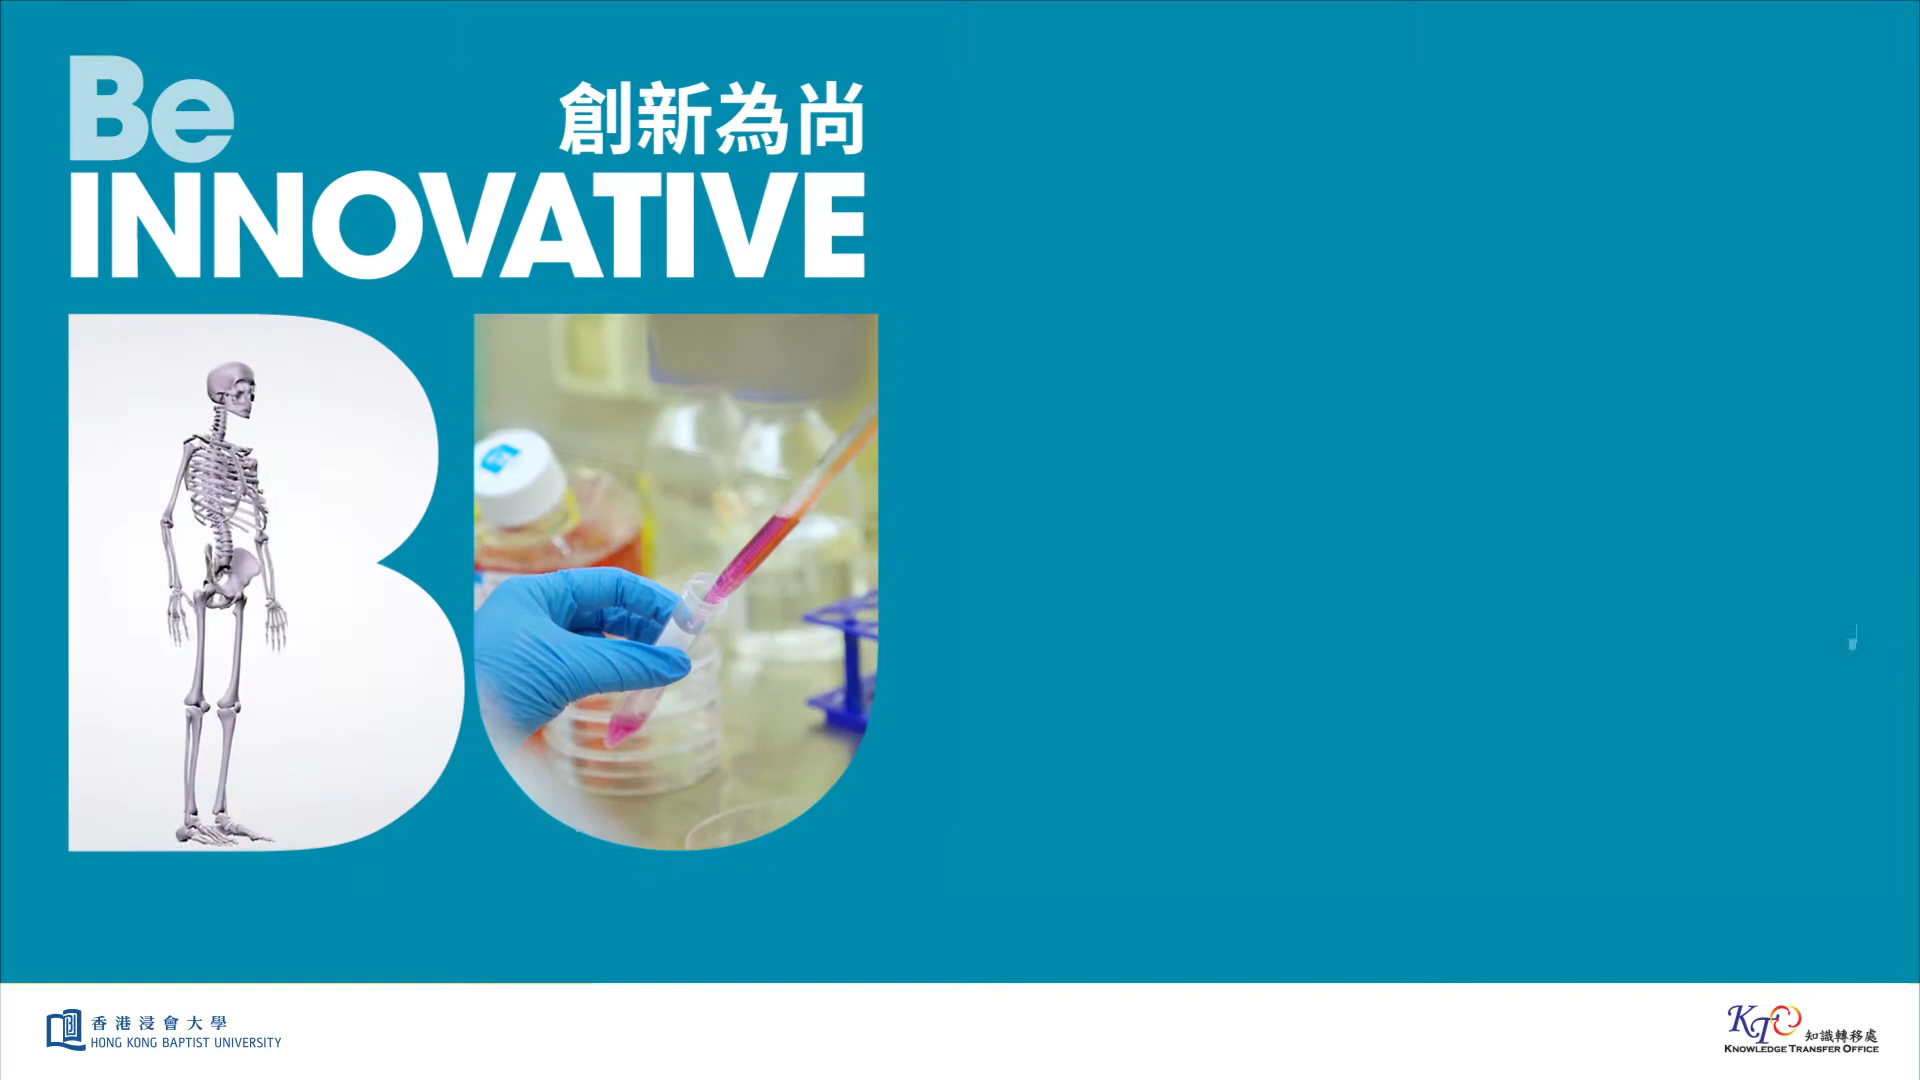 Be
創新為尚
INNOVATIVE
BU
香港浸會大學
HONG KONG BAPTIST UNIVERSITY
KTO
知識轉移處
KNOWLEDGE TRANSFER OFFICE